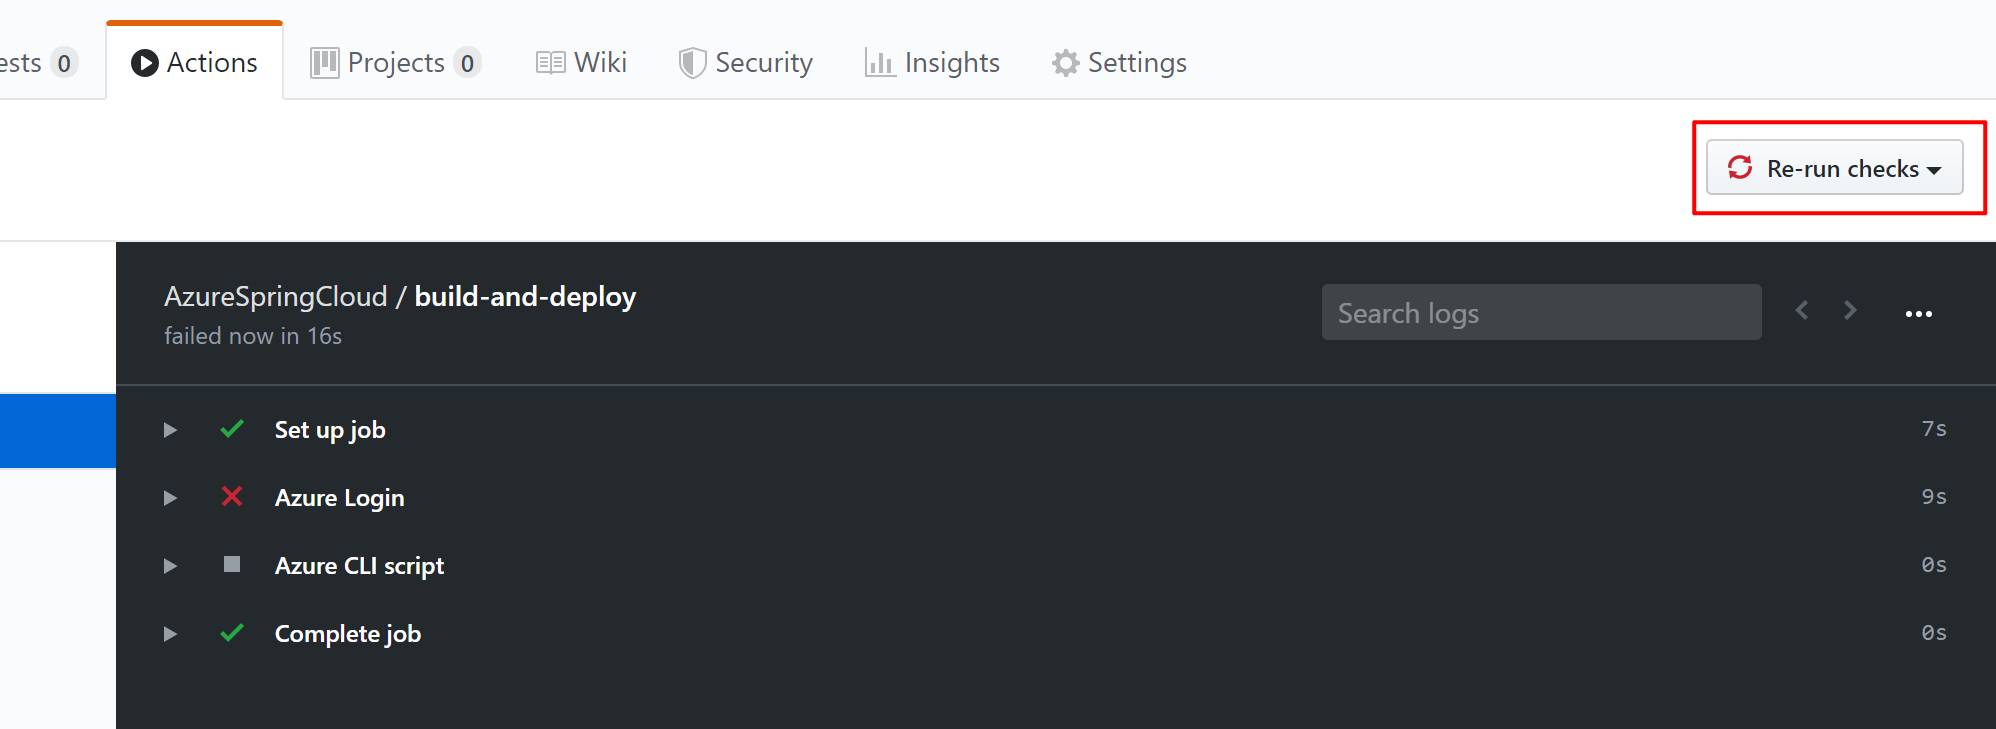 ests 0 Actions Projects 0 Wiki Security Insights Settings
Re-run checks
AzureSpringCloud / build-and-deploy
failed now in 16s
Search logs
Set up job 7s
Azure Login 9s
Azure CLI script 0s
Complete job 0s